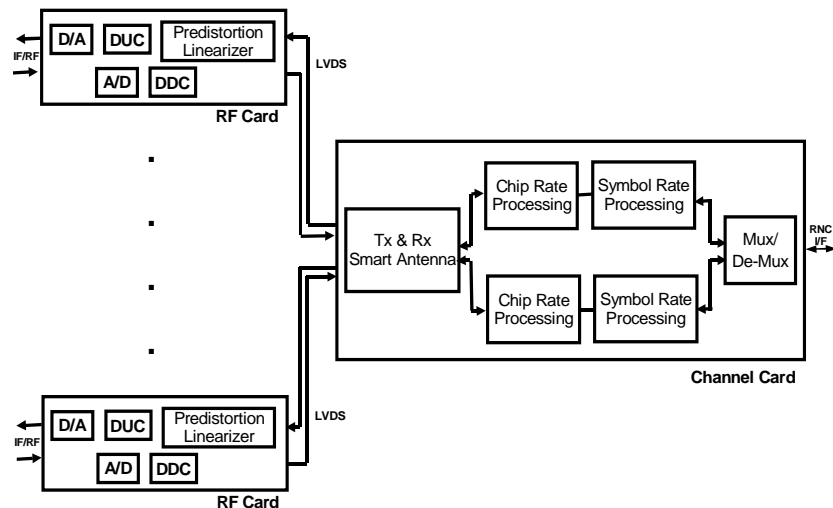 D/A
DUC
Predistortion
Linearizer
IF/RF
A/D
DDC
LVDS
RF Card
Chip Rate
Processing
Symbol Rate
Processing
Tx & Rx
Smart Antenna
Mux/
De-Mux
RNC
I/F
Chip Rate
Processing
Symbol Rate
Processing
Channel Card
D/A
DUC
Predistortion
Linearizer
IF/RF
A/D
DDC
LVDS
RF Card